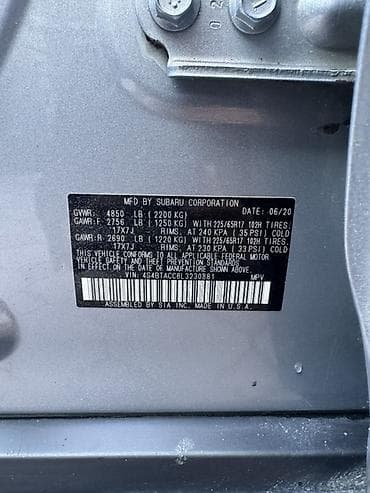 MFD BY SUBARU CORPORATION
GVWR: 4850 LB (2200 KG) DATE: 06/20
GAWR:F 2756 LB (1250 KG) WITH 225/65R17 102H TIRES.
17X7J RIMS, AT 240 KPA (35 PSI) COLD
GAWR:R 2690 LB (1220 KG) WITH 225/65R17 102H TIRES.
17X7J RIMS, AT 230 KPA (33 PSI) COLD
THIS VEHICLE CONFORMS TO ALL APPLICABLE FEDERAL MOTOR
VEHICLE SAFETY AND THEFT PREVENTION STANDARDS IN EFFECT
ON THE DATE OF MANUFACTURE SHOWN ABOVE.
VIN: 4S4BTACC6L3230881 MPV
ASSEMBLED BY SIA INC. MADE IN U.S.A.